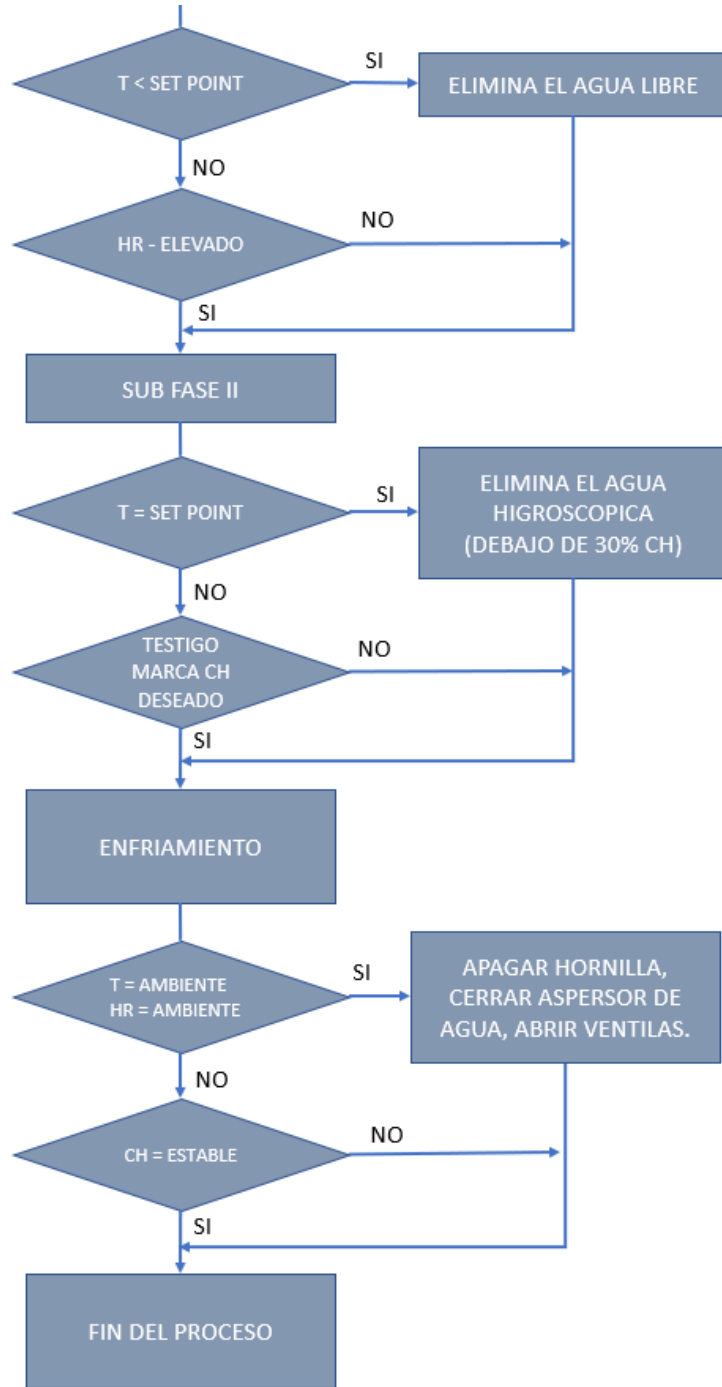 T < SET POINT
SI
ELIMINA EL AGUA LIBRE
NO
HR - ELEVADO
NO
SI
SUB FASE II
T = SET POINT
SI
ELIMINA EL AGUA
HIGROSCOPICA
(DEBAJO DE 30% CH)
NO
TESTIGO
MARCA CH
DESEADO
NO
SI
ENFRIAMIENTO
T = AMBIENTE
HR = AMBIENTE
SI
APAGAR HORNILLA,
CERRAR ASPERSOR DE
AGUA, ABRIR VENTILAS.
NO
CH = ESTABLE
NO
SI
FIN DEL PROCESO